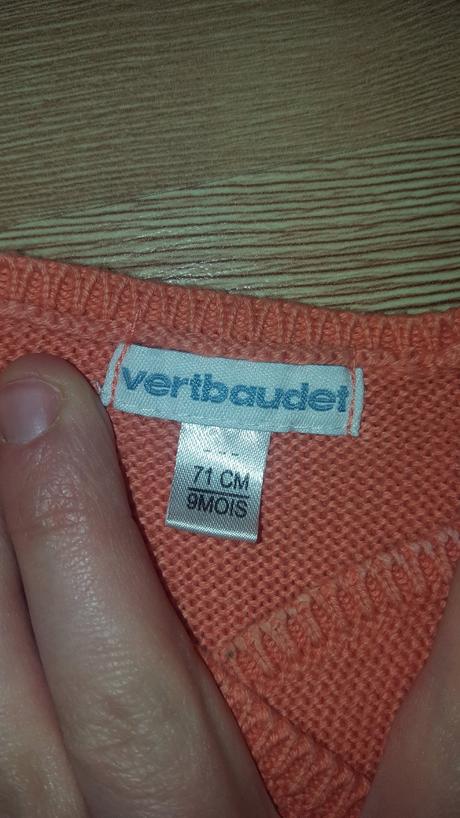 vertbaudet
- - -
71 CM
9MOIS